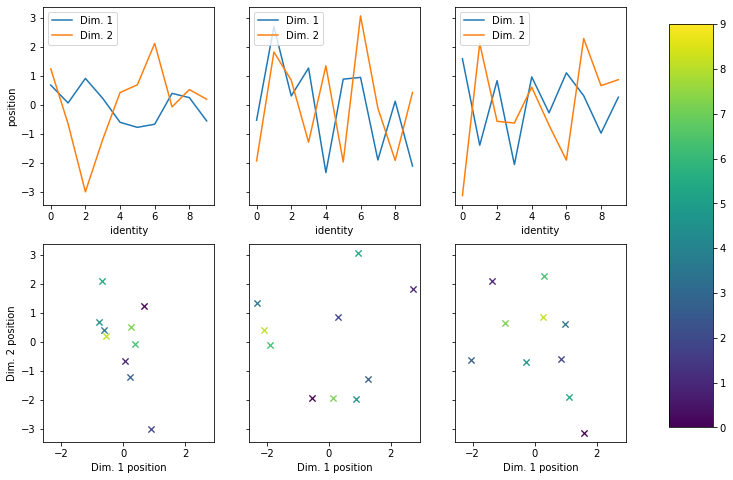 Dim. 1
Dim. 2
Dim. 1
Dim. 2
Dim. 1
Dim. 2
3
2
1
0
−1
−2
−3
position
0 2 4 6 8
0 2 4 6 8
0 2 4 6 8
identity
identity
identity
3
2
1
0
−1
−2
−3
Dim. 2 position
−2 0 2
−2 0 2
−2 0 2
Dim. 1 position
Dim. 1 position
Dim. 1 position
9
8
7
6
5
4
3
2
1
0